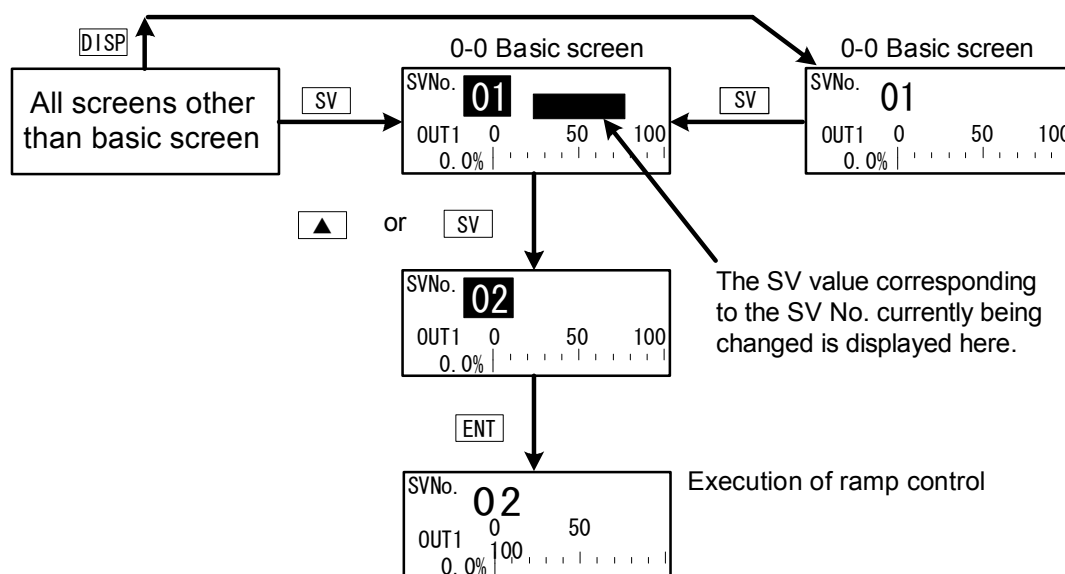 DISP
0-0 Basic screen
0-0 Basic screen
All screens other
than basic screen
SV
SVNo. 01
OUT1 0 50 100
0.0%
SV
SVNo. 01
OUT1 0 50 100
0.0%
▲ or SV
SVNo. 02
OUT1 0 50 100
0.0%
The SV value corresponding
to the SV No. currently being
changed is displayed here.
ENT
SVNo. 02
0 50
OUT1 100
0.0%
Execution of ramp control